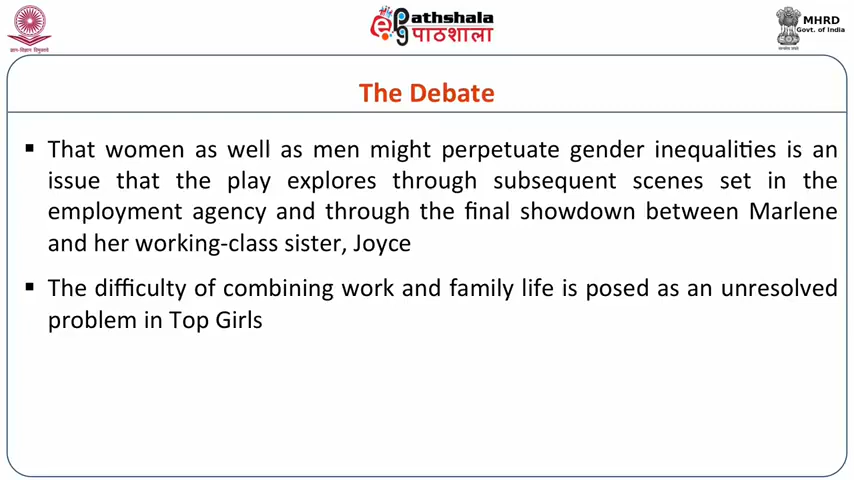 ePathshala
पाठशाला
MHRD
Govt. of India
The Debate
▪ That women as well as men might perpetuate gender inequalities is an
issue that the play explores through subsequent scenes set in the
employment agency and through the final showdown between Marlene
and her working-class sister, Joyce
▪ The difficulty of combining work and family life is posed as an unresolved
problem in Top Girls